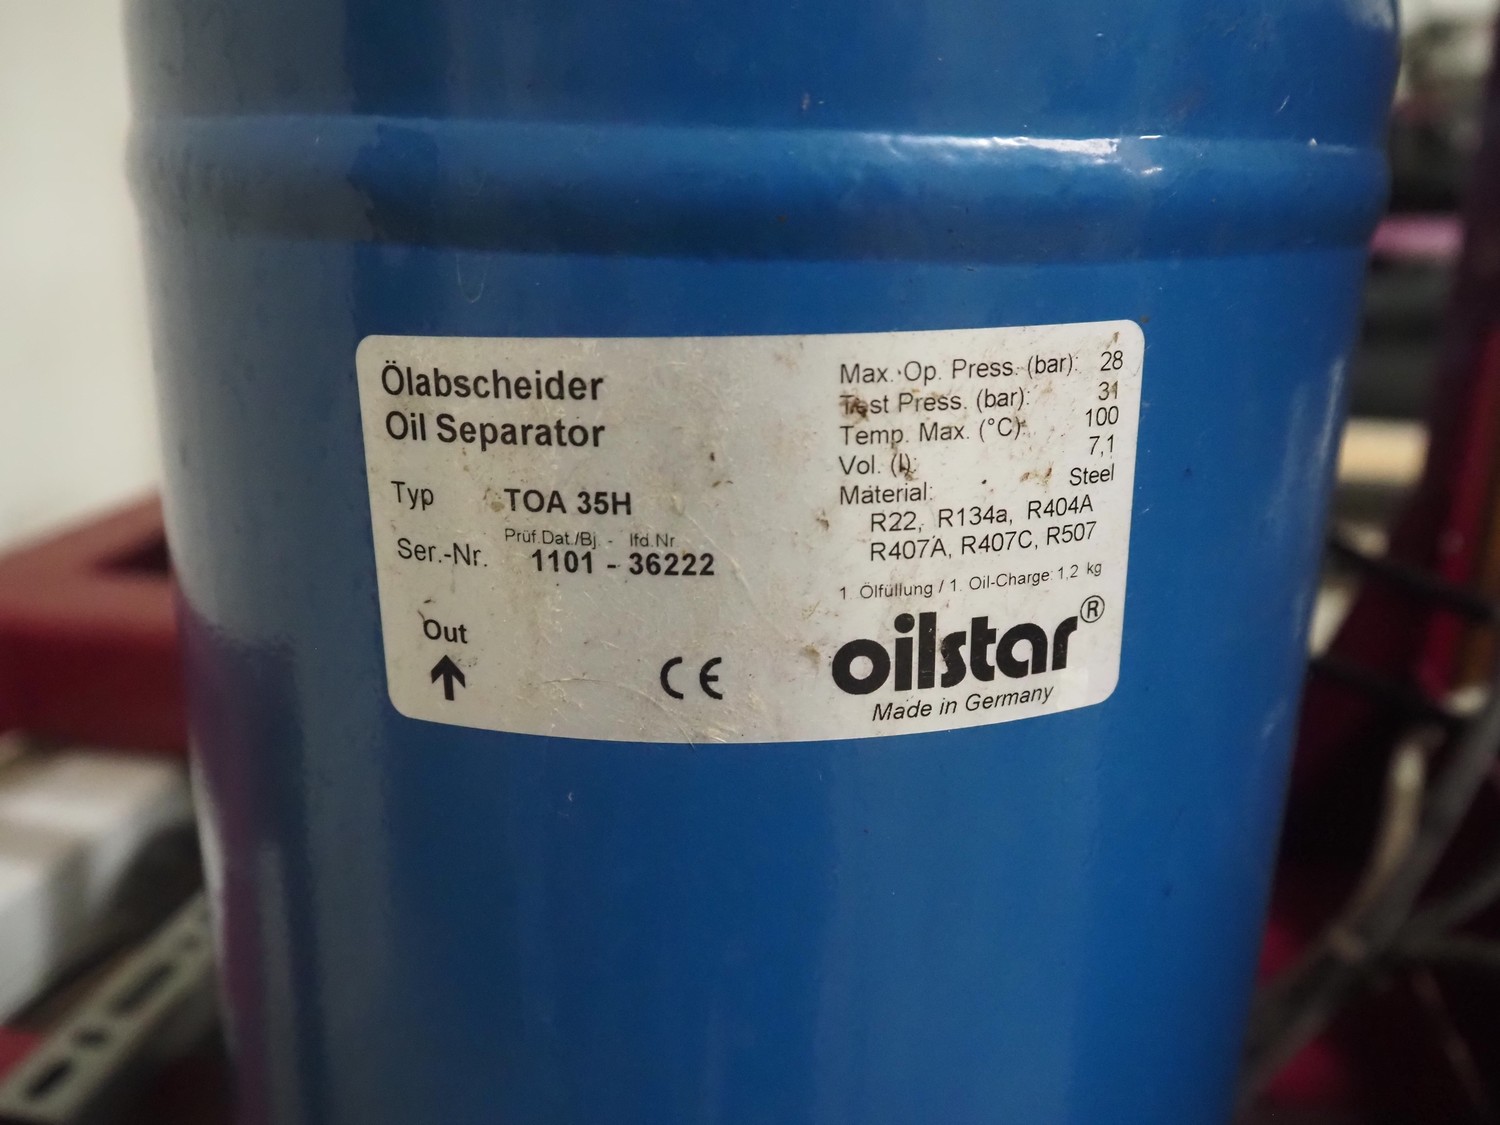 Ölabscheider
Oil Separator
Typ TOA 35H
Prüf.Dat./Bj. - lfd.Nr.
Ser.-Nr. 1101 - 36222
Out
CE
Max. Op. Press. (bar): 28
Test Press. (bar): 31
Temp. Max. (°C): 100
Vol. (l): 7,1
Material: Steel
R22, R134a, R404A
R407A, R407C, R507
1. Ölfüllung / 1. Oil-Charge: 1,2 kg
oilstar®
Made in Germany